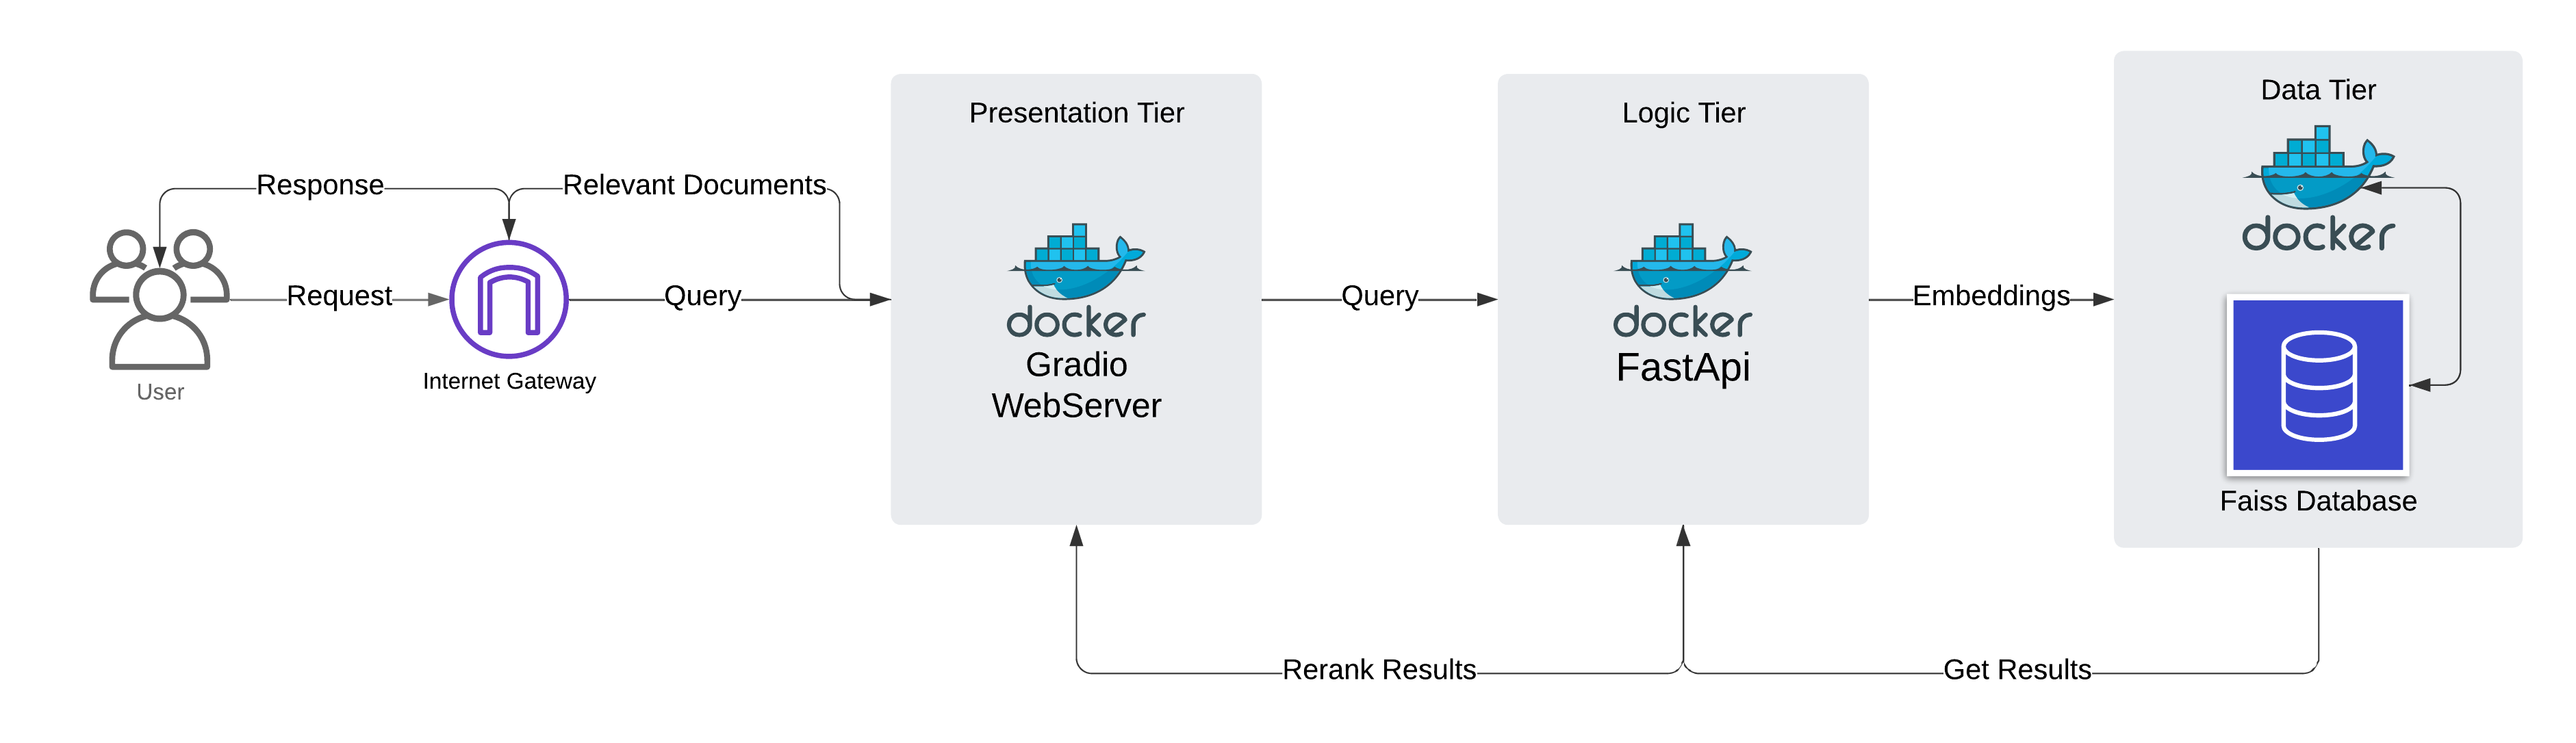 Data Tier
Presentation Tier
Logic Tier
Response
Relevant Documents
docker
Request
Query
Query
Embeddings
docker
docker
Gradio
WebServer
FastApi
Internet Gateway
User
Faiss Database
Rerank Results
Get Results